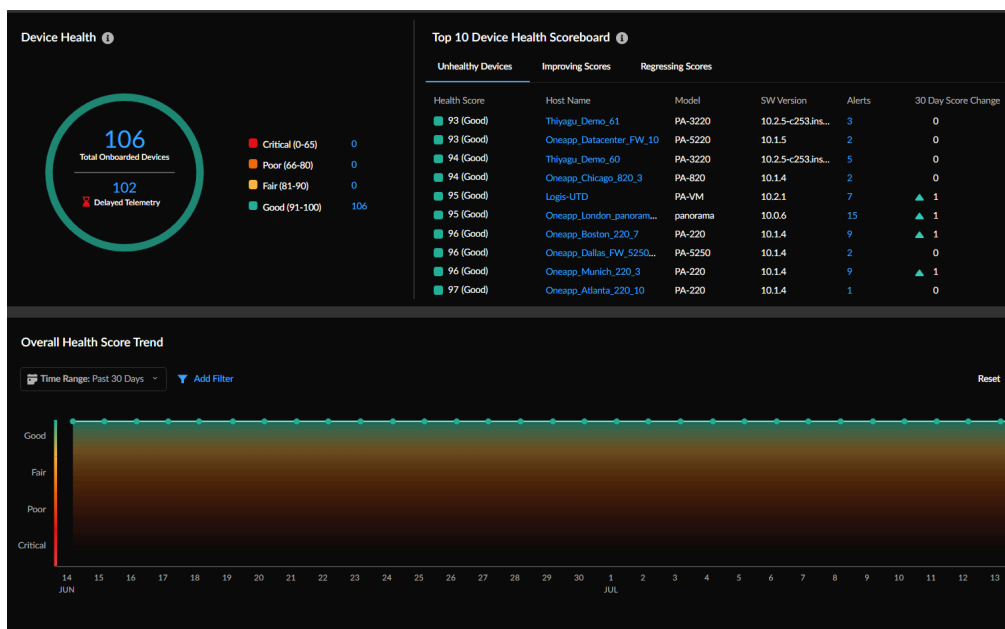 Device Health
Top 10 Device Health Scoreboard
Unhealthy Devices Improving Scores Regressing Scores
106
Total Onboarded Devices
102
Delayed Telemetry
Critical (0-65) 0
Poor (66-80) 0
Fair (81-90) 0
Good (91-100) 106
Health Score Host Name Model SW Version Alerts 30 Day Score Change
93 (Good) Thiyagu_Demo_61 PA-3220 10.2.5-c253.ins... 3 0
93 (Good) Oneapp_Datacenter_FW_10 PA-5220 10.1.5 2 0
94 (Good) Thiyagu_Demo_60 PA-3220 10.2.5-c253.ins... 5 0
94 (Good) Oneapp_Chicago_820_3 PA-820 10.1.4 2 0
95 (Good) Logis-UTD PA-VM 10.2.1 7 1
95 (Good) Oneapp_London_panoram... panorama 10.0.6 15 1
96 (Good) Oneapp_Boston_220_7 PA-220 10.1.4 9 1
96 (Good) Oneapp_Dallas_FW_5250... PA-5250 10.1.4 2 0
96 (Good) Oneapp_Munich_220_3 PA-220 10.1.4 9 1
97 (Good) Oneapp_Atlanta_220_10 PA-220 10.1.4 1 0
Overall Health Score Trend
Time Range: Past 30 Days Add Filter Reset
Good
Fair
Poor
Critical
14 15 16 17 18 19 20 21 22 23 24 25 26 27 28 29 30 1 2 3 4 5 6 7 8 9 10 11 12 13
JUN JUL